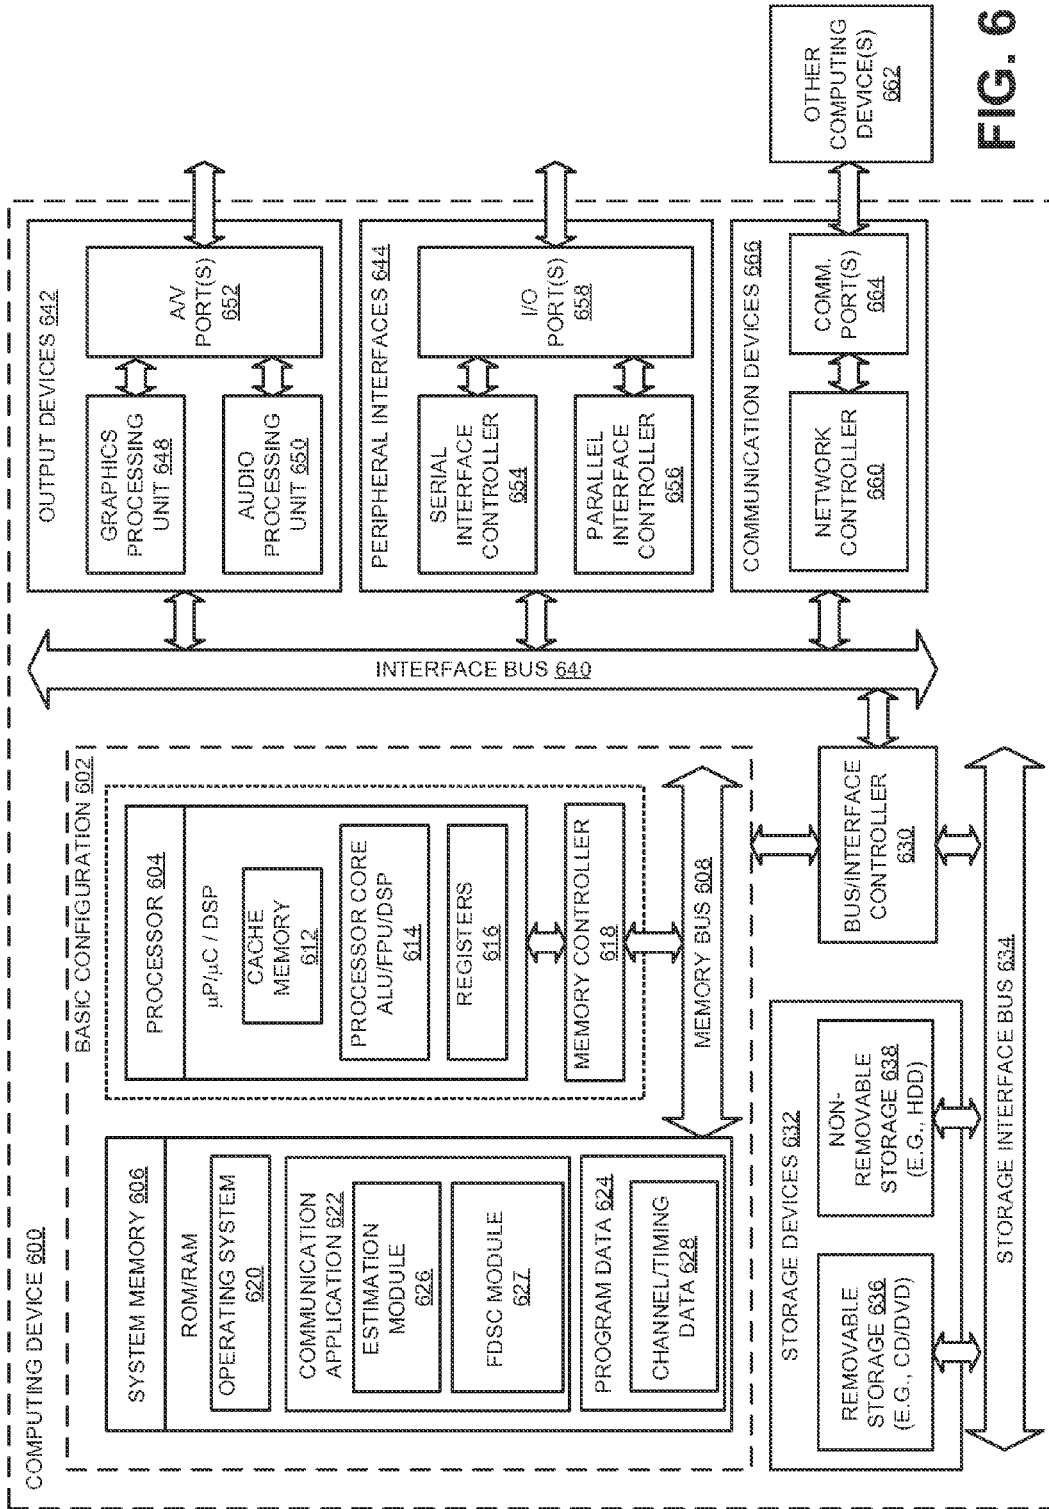 COMPUTING DEVICE 600
BASIC CONFIGURATION 602
SYSTEM MEMORY 606
ROM/RAM
OPERATING SYSTEM
620
COMMUNICATION
APPLICATION 622
ESTIMATION
MODULE
626
FDSC MODULE
627
PROGRAM DATA 624
CHANNEL/TIMING
DATA 628
PROCESSOR 604
µP/µC / DSP
CACHE
MEMORY
612
PROCESSOR CORE
ALU/FPU/DSP
614
REGISTERS
616
MEMORY CONTROLLER
618
MEMORY BUS 608
STORAGE DEVICES 632
REMOVABLE
STORAGE 636
(E.G., CD/DVD)
NON-
REMOVABLE
STORAGE 638
(E.G., HDD)
BUS/INTERFACE
CONTROLLER
630
STORAGE INTERFACE BUS 634
INTERFACE BUS 640
OUTPUT DEVICES 642
GRAPHICS
PROCESSING
UNIT 648
AUDIO
PROCESSING
UNIT 650
A/V
PORT(S)
652
PERIPHERAL INTERFACES 644
SERIAL
INTERFACE
CONTROLLER
654
PARALLEL
INTERFACE
CONTROLLER
656
I/O
PORT(S)
658
COMMUNICATION DEVICES 666
NETWORK
CONTROLLER
660
COMM.
PORT(S)
664
OTHER
COMPUTING
DEVICE(S)
662
FIG. 6